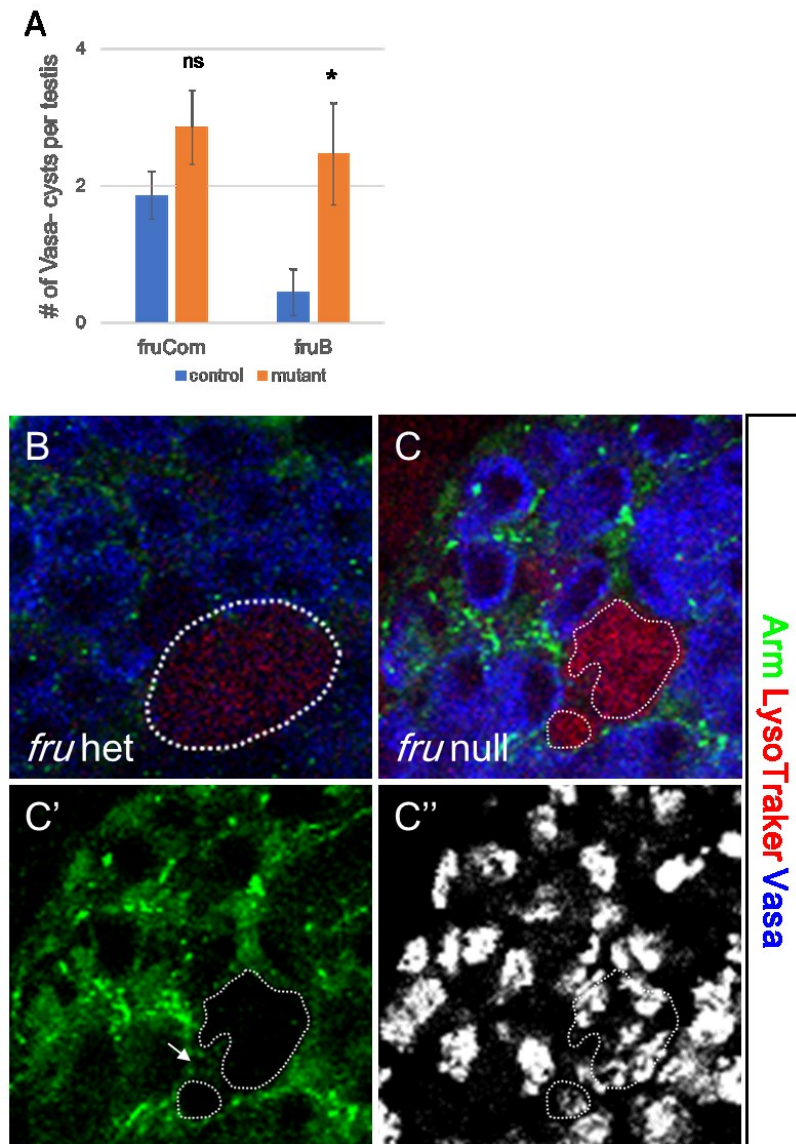 A
# of Vasa- cysts per testis
4
2
0
ns
*
fruCom
fruB
control
mutant
B
fru het
C
fru null
C'
C''
Arm LysoTraker Vasa